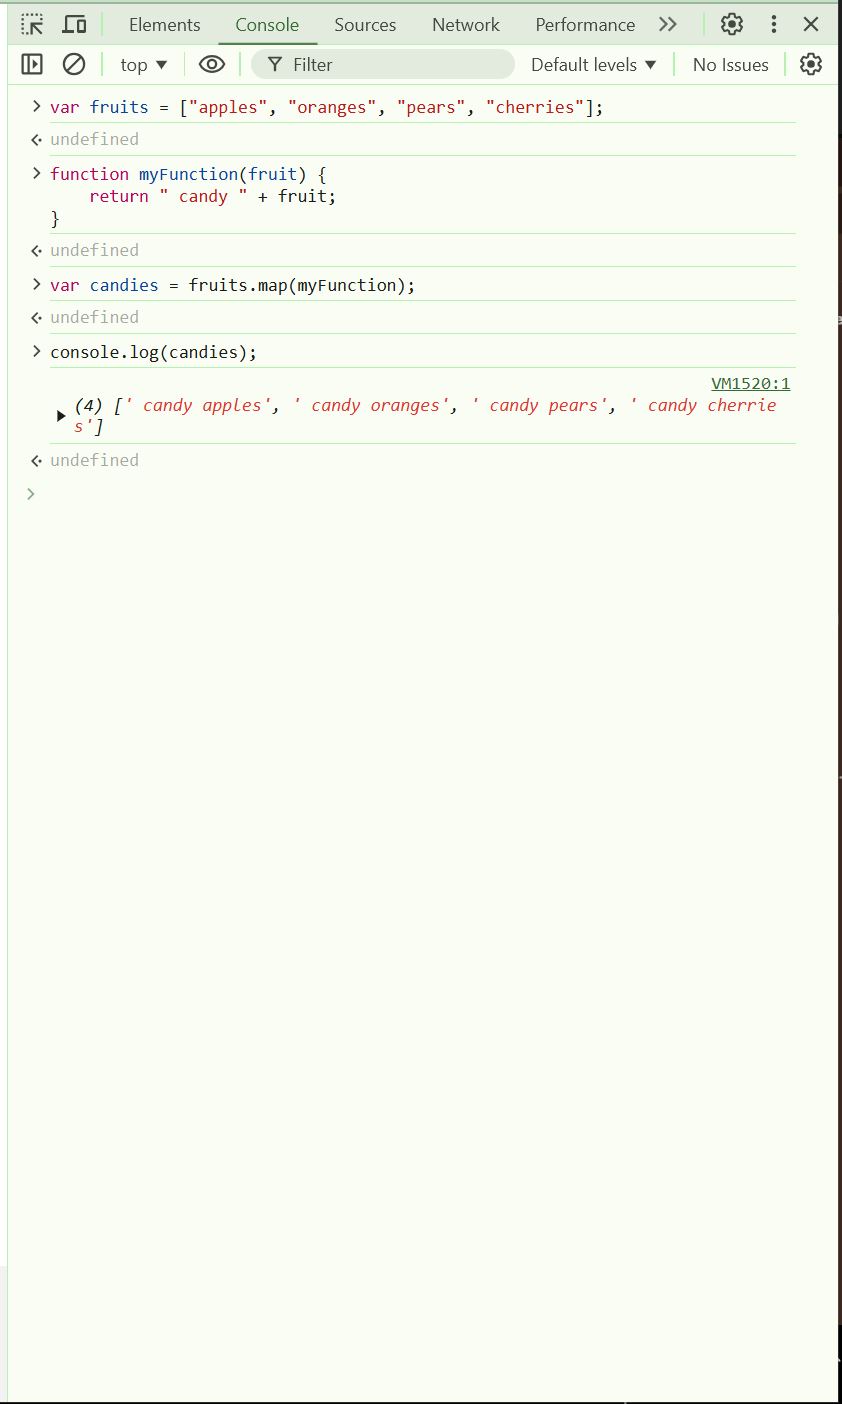 Elements Console Sources Network Performance
top Filter Default levels No Issues
var fruits = ["apples", "oranges", "pears", "cherries"];
undefined
function myFunction(fruit) {
    return " candy " + fruit;
}
undefined
var candies = fruits.map(myFunction);
undefined
console.log(candies);
VM1520:1
(4) [' candy apples', ' candy oranges', ' candy pears', ' candy cherrie
s']
undefined